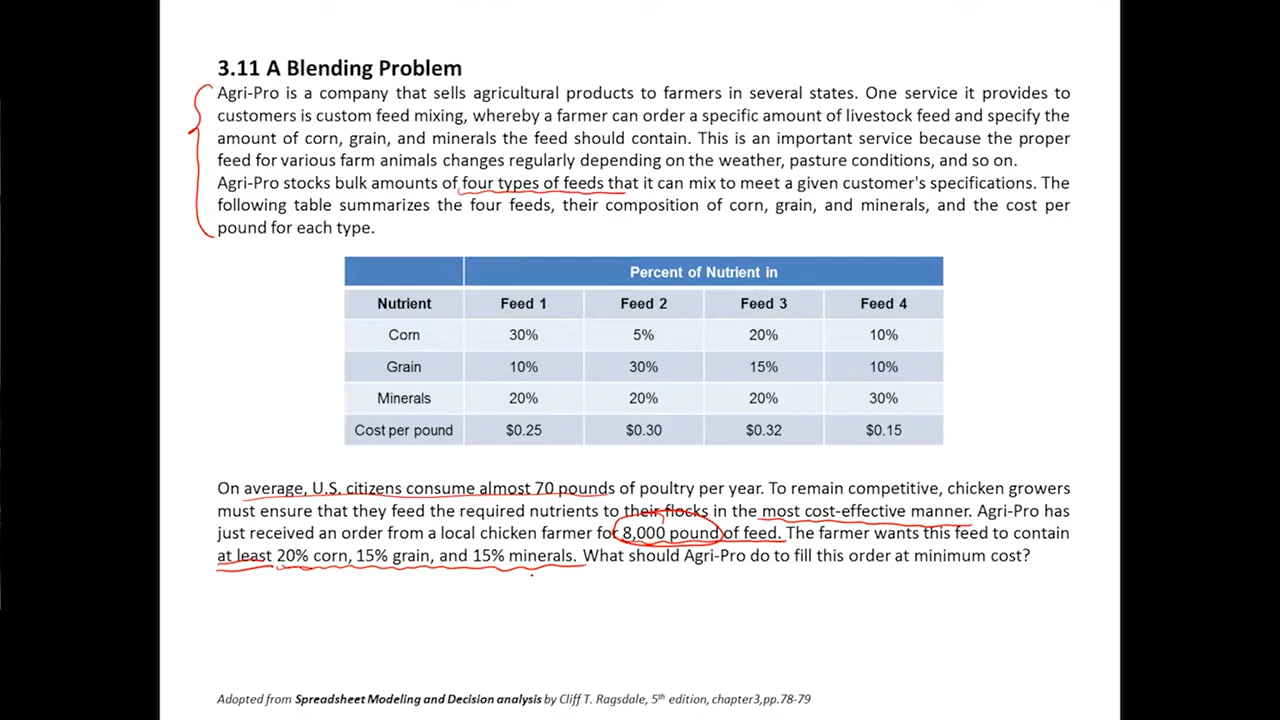 3.11 A Blending Problem
Agri-Pro is a company that sells agricultural products to farmers in several states. One service it provides to
customers is custom feed mixing, whereby a farmer can order a specific amount of livestock feed and specify the
amount of corn, grain, and minerals the feed should contain. This is an important service because the proper
feed for various farm animals changes regularly depending on the weather, pasture conditions, and so on.
Agri-Pro stocks bulk amounts of four types of feeds that it can mix to meet a given customer's specifications. The
following table summarizes the four feeds, their composition of corn, grain, and minerals, and the cost per
pound for each type.
Percent of Nutrient in
Nutrient Feed 1 Feed 2 Feed 3 Feed 4
Corn 30% 5% 20% 10%
Grain 10% 30% 15% 10%
Minerals 20% 20% 20% 30%
Cost per pound $0.25 $0.30 $0.32 $0.15
On average, U.S. citizens consume almost 70 pounds of poultry per year. To remain competitive, chicken growers
must ensure that they feed the required nutrients to their flocks in the most cost-effective manner. Agri-Pro has
just received an order from a local chicken farmer for 8,000 pound of feed. The farmer wants this feed to contain
at least 20% corn, 15% grain, and 15% minerals. What should Agri-Pro do to fill this order at minimum cost?
Adopted from Spreadsheet Modeling and Decision analysis by Cliff T. Ragsdale, 5th edition, chapter3,pp.78-79